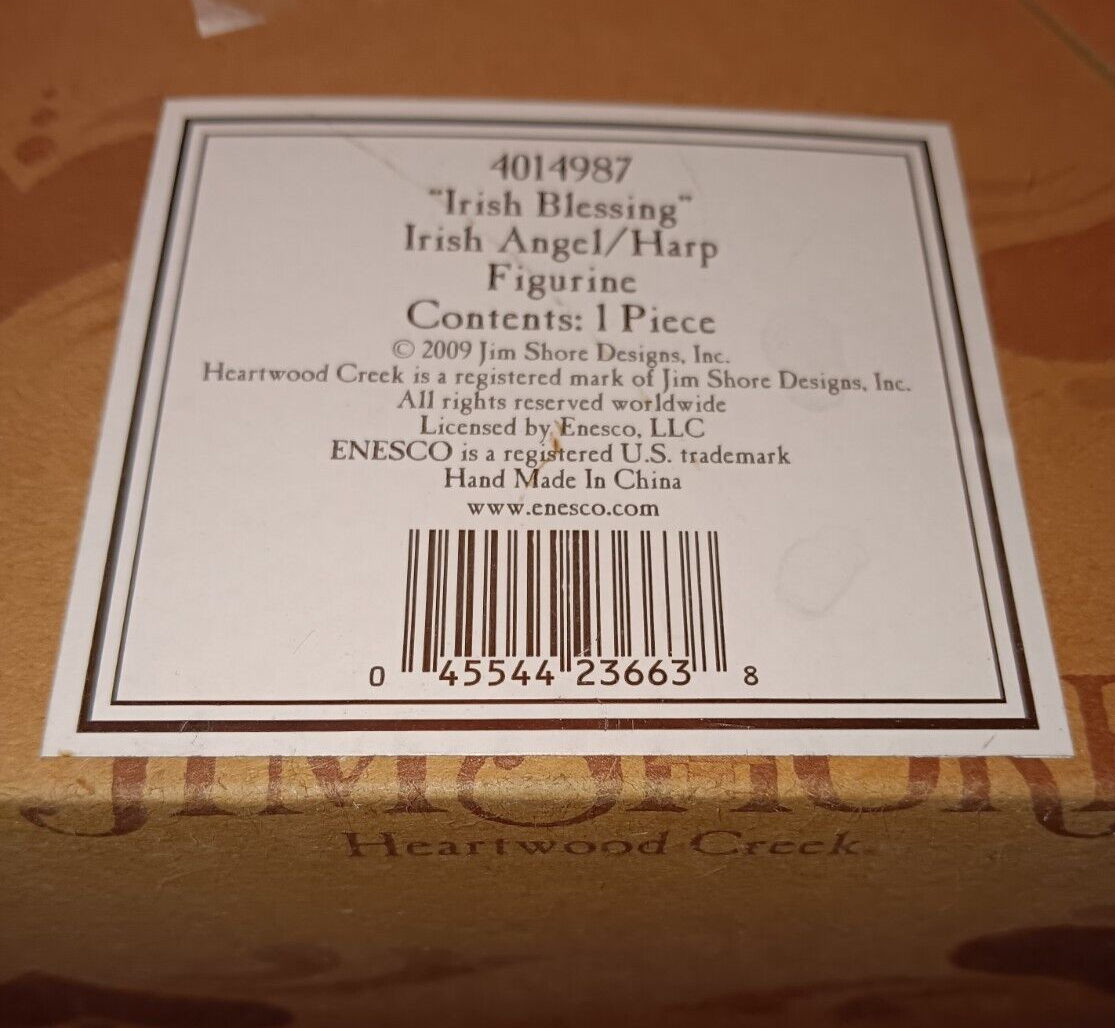 4014987
"Irish Blessing"
Irish Angel/Harp
Figurine
Contents: 1 Piece
© 2009 Jim Shore Designs, Inc.
Heartwood Creek is a registered mark of Jim Shore Designs, Inc.
All rights reserved worldwide
Licensed by Enesco, LLC
ENESCO is a registered U.S. trademark
Hand Made In China
www.enesco.com
0 45544 23663 8
JIM SHORE
Heartwood Creek.